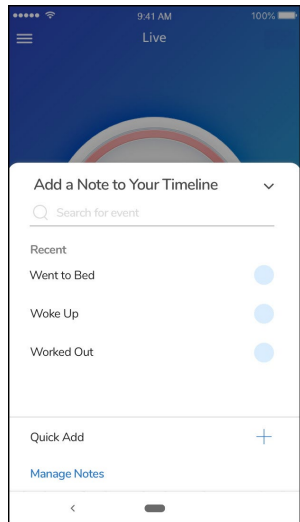 9:41 AM 100%
Live
Add a Note to Your Timeline
Search for event
Recent
Went to Bed
Woke Up
Worked Out
Quick Add
Manage Notes